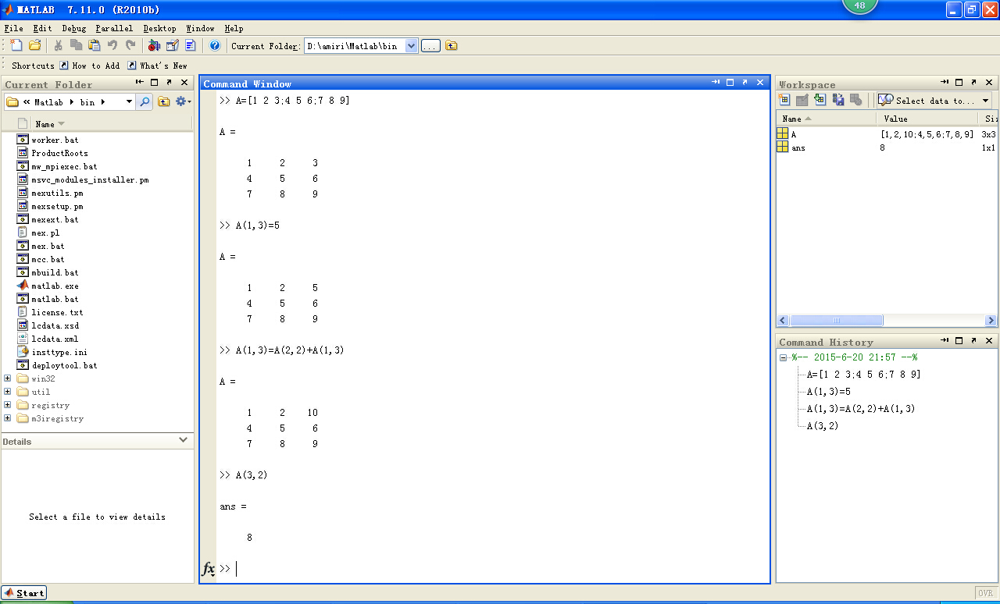 MATLAB 7.11.0 (R2010b)
48
File Edit Debug Parallel Desktop Window Help
Current Folder: D:\amiri\Matlab\bin ...
Shortcuts How to Add What's New
Current Folder
« Matlab bin
Name
worker.bat
ProductRoots
mw_mpiexec.bat
msvc_modules_installer.pm
mexutils.pm
mexsetup.pm
mexext.bat
mex.pl
mex.bat
mcc.bat
mbuild.bat
matlab.exe
matlab.bat
license.txt
lcdata.xsd
lcdata.xml
insttype.ini
deploytool.bat
win32
util
registry
m3iregistry
Details
Select a file to view details
Command Window
>> A=[1 2 3;4 5 6;7 8 9]
A =
1 2 3
4 5 6
7 8 9
>> A(1,3)=5
A =
1 2 5
4 5 6
7 8 9
>> A(1,3)=A(2,2)+A(1,3)
A =
1 2 10
4 5 6
7 8 9
>> A(3,2)
ans =
8
fx >>
Workspace
Select data to...
Name Value Siz
A [1,2,10;4,5,6;7,8,9] 3x3
ans 8 1x1
Command History
%-- 2015-6-20 21:57 --%
A=[1 2 3;4 5 6;7 8 9]
A(1,3)=5
A(1,3)=A(2,2)+A(1,3)
A(3,2)
Start
OVR